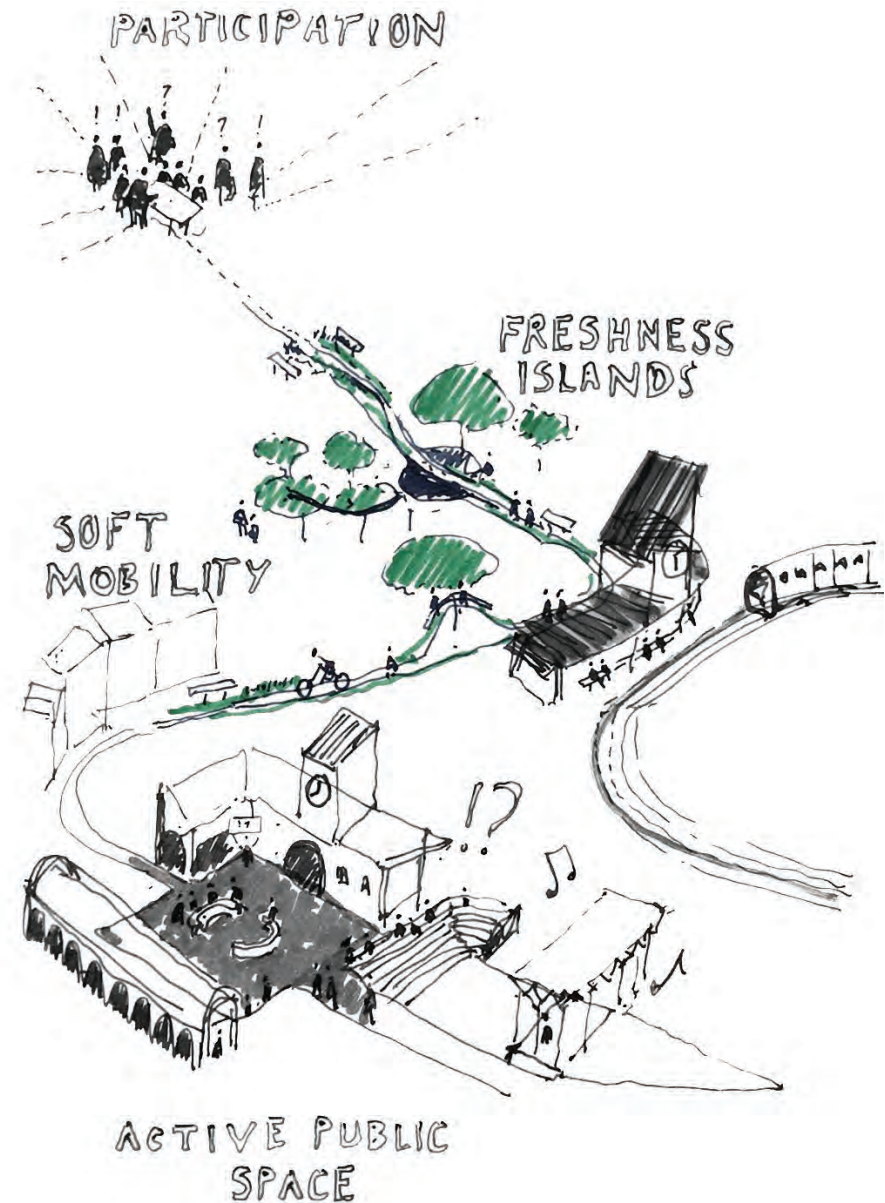 PARTICIPATION
! ! ? ? !
FRESHNESS
ISLANDS
SOFT
MOBILITY
!?
ACTIVE PUBLIC
SPACE